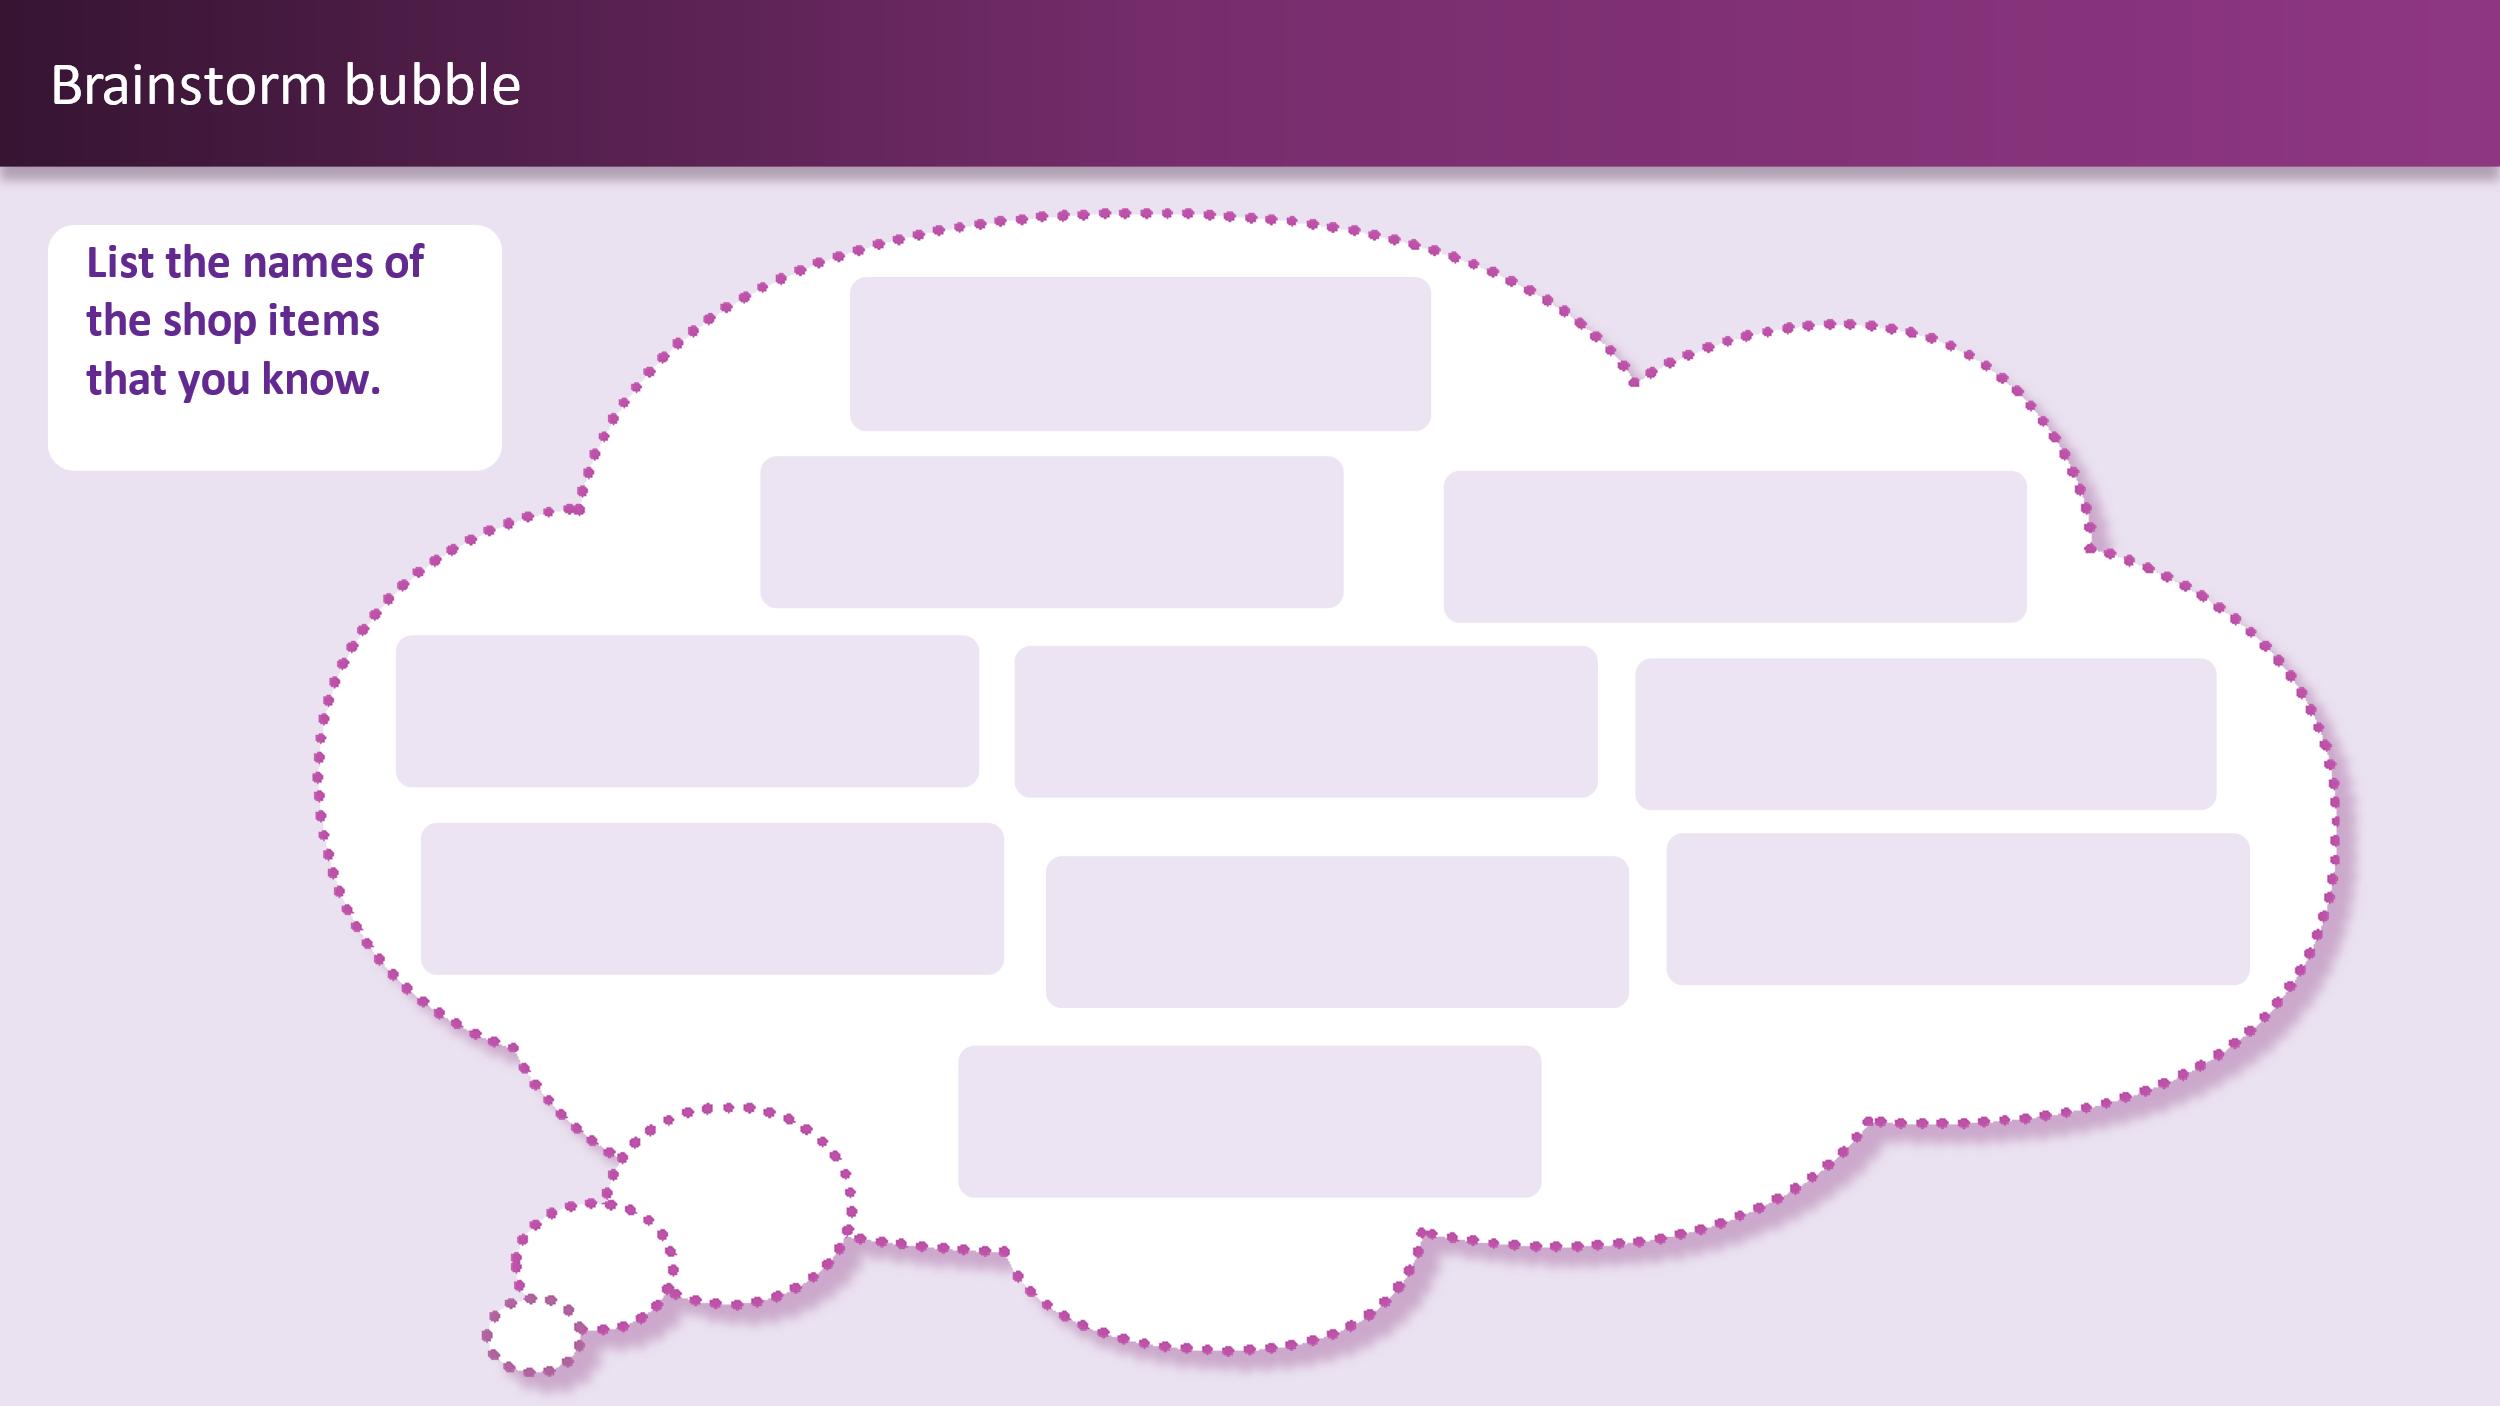 Brainstorm bubble
List the names of
the shop items
that you know.